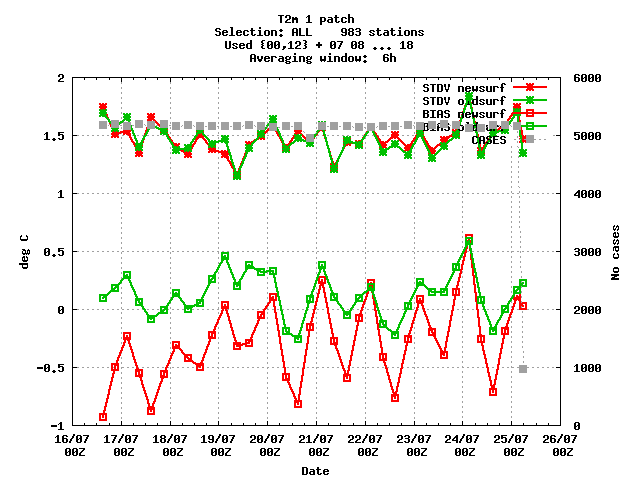 T2m 1 patch
Selection: ALL    983 stations
Used {00,12} + 07 08 ... 18
Averaging window:  6h
STDV newsurf
STDV oldsurf
BIAS newsurf
BIAS oldsurf
CASES
2
1.5
1
0.5
0
-0.5
-1
deg C
6000
5000
4000
3000
2000
1000
0
No cases
16/07 17/07 18/07 19/07 20/07 21/07 22/07 23/07 24/07 25/07 26/07
00Z 00Z 00Z 00Z 00Z 00Z 00Z 00Z 00Z 00Z 00Z
Date